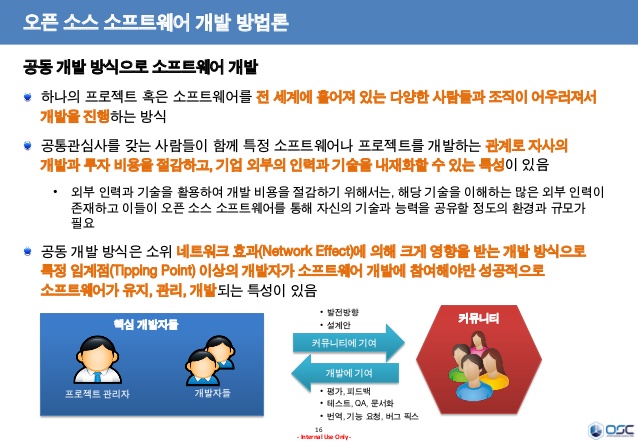 오픈 소스 소프트웨어 개발 방법론
공동 개발 방식으로 소프트웨어 개발
하나의 프로젝트 혹은 소프트웨어를 전 세계에 흩어져 있는 다양한 사람들과 조직이 어우러져서
개발을 진행하는 방식
공통관심사를 갖는 사람들이 함께 특정 소프트웨어나 프로젝트를 개발하는 관계로 자사의
개발과 투자 비용을 절감하고, 기업 외부의 인력과 기술을 내재화할 수 있는 특성이 있음
• 외부 인력과 기술을 활용하여 개발 비용을 절감하기 위해서는, 해당 기술을 이해하는 많은 외부 인력이
존재하고 이들이 오픈 소스 소프트웨어를 통해 자신의 기술과 능력을 공유할 정도의 환경과 규모가
필요
공동 개발 방식은 소위 네트워크 효과(Network Effect)에 의해 크게 영향을 받는 개발 방식으로
특정 임계점(Tipping Point) 이상의 개발자가 소프트웨어 개발에 참여해야만 성공적으로
소프트웨어가 유지, 관리, 개발되는 특성이 있음
핵심 개발자들
프로젝트 관리자
개발자들
• 발전방향
• 설계안
커뮤니티에 기여
개발에 기여
• 평가, 피드백
• 테스트, QA, 문서화
• 번역, 기능 요청, 버그 픽스
커뮤니티
16
- Internal Use Only -
OSC